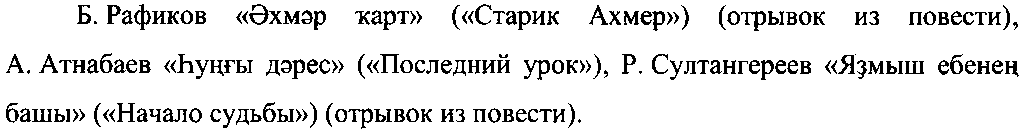 Б. Рафиков «Әхмәр ҡарт» («Старик Ахмер») (отрывок из повести),
А. Атнабаев «Һуңғы дәрес» («Последний урок»), Р. Султангереев «Яҙмыш ебенең
башы» («Начало судьбы») (отрывок из повести).